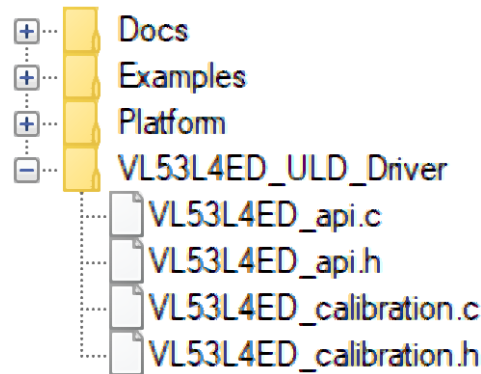 Docs
Examples
Platform
VL53L4ED_ULD_Driver
VL53L4ED_api.c
VL53L4ED_api.h
VL53L4ED_calibration.c
VL53L4ED_calibration.h